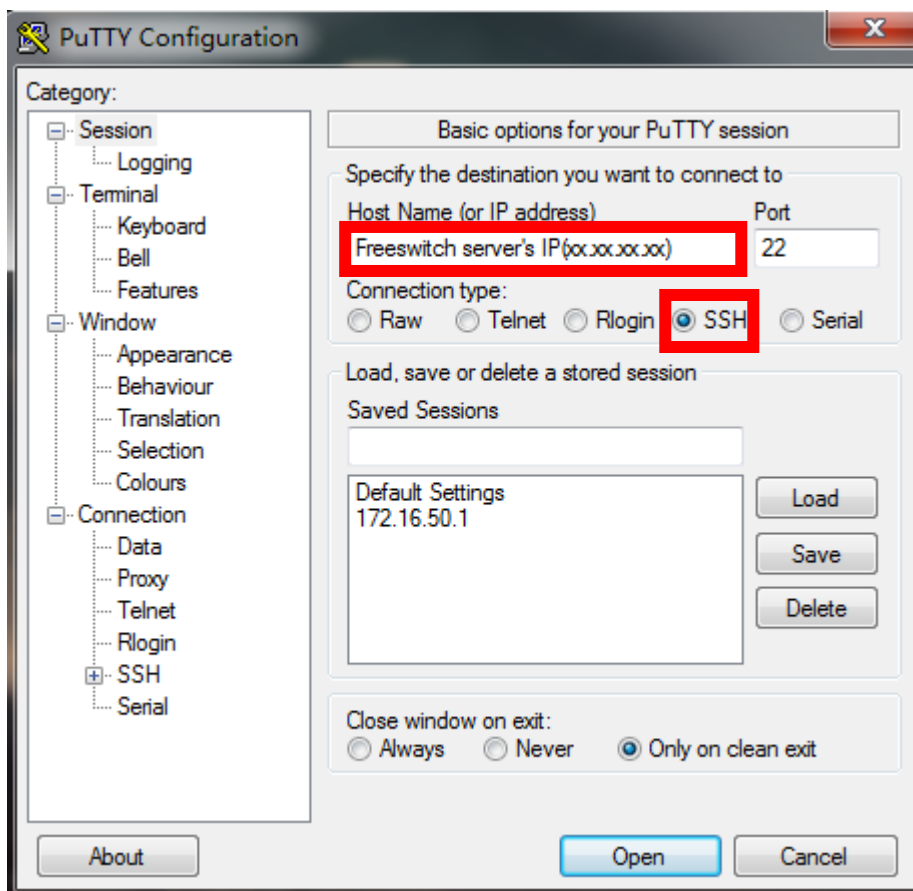 PuTTY Configuration
Category:
Session
Logging
Terminal
Keyboard
Bell
Features
Window
Appearance
Behaviour
Translation
Selection
Colours
Connection
Data
Proxy
Telnet
Rlogin
SSH
Serial
Basic options for your PuTTY session
Specify the destination you want to connect to
Host Name (or IP address) Port
Freeswitch server's IP(xx.xx.xx.xx) 22
Connection type:
Raw Telnet Rlogin SSH Serial
Load, save or delete a stored session
Saved Sessions
Default Settings
172.16.50.1
Load
Save
Delete
Close window on exit:
Always Never Only on clean exit
About Open Cancel